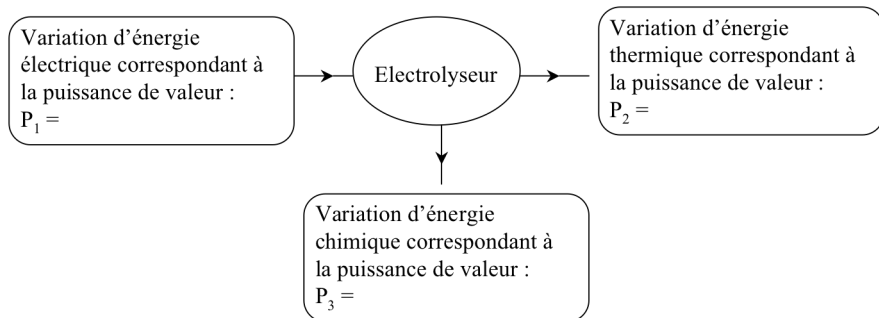 Variation d’énergie
électrique correspondant à
la puissance de valeur :
P₁ =
Electrolyseur
Variation d’énergie
thermique correspondant à
la puissance de valeur :
P₂ =
Variation d’énergie
chimique correspondant à
la puissance de valeur :
P₃ =